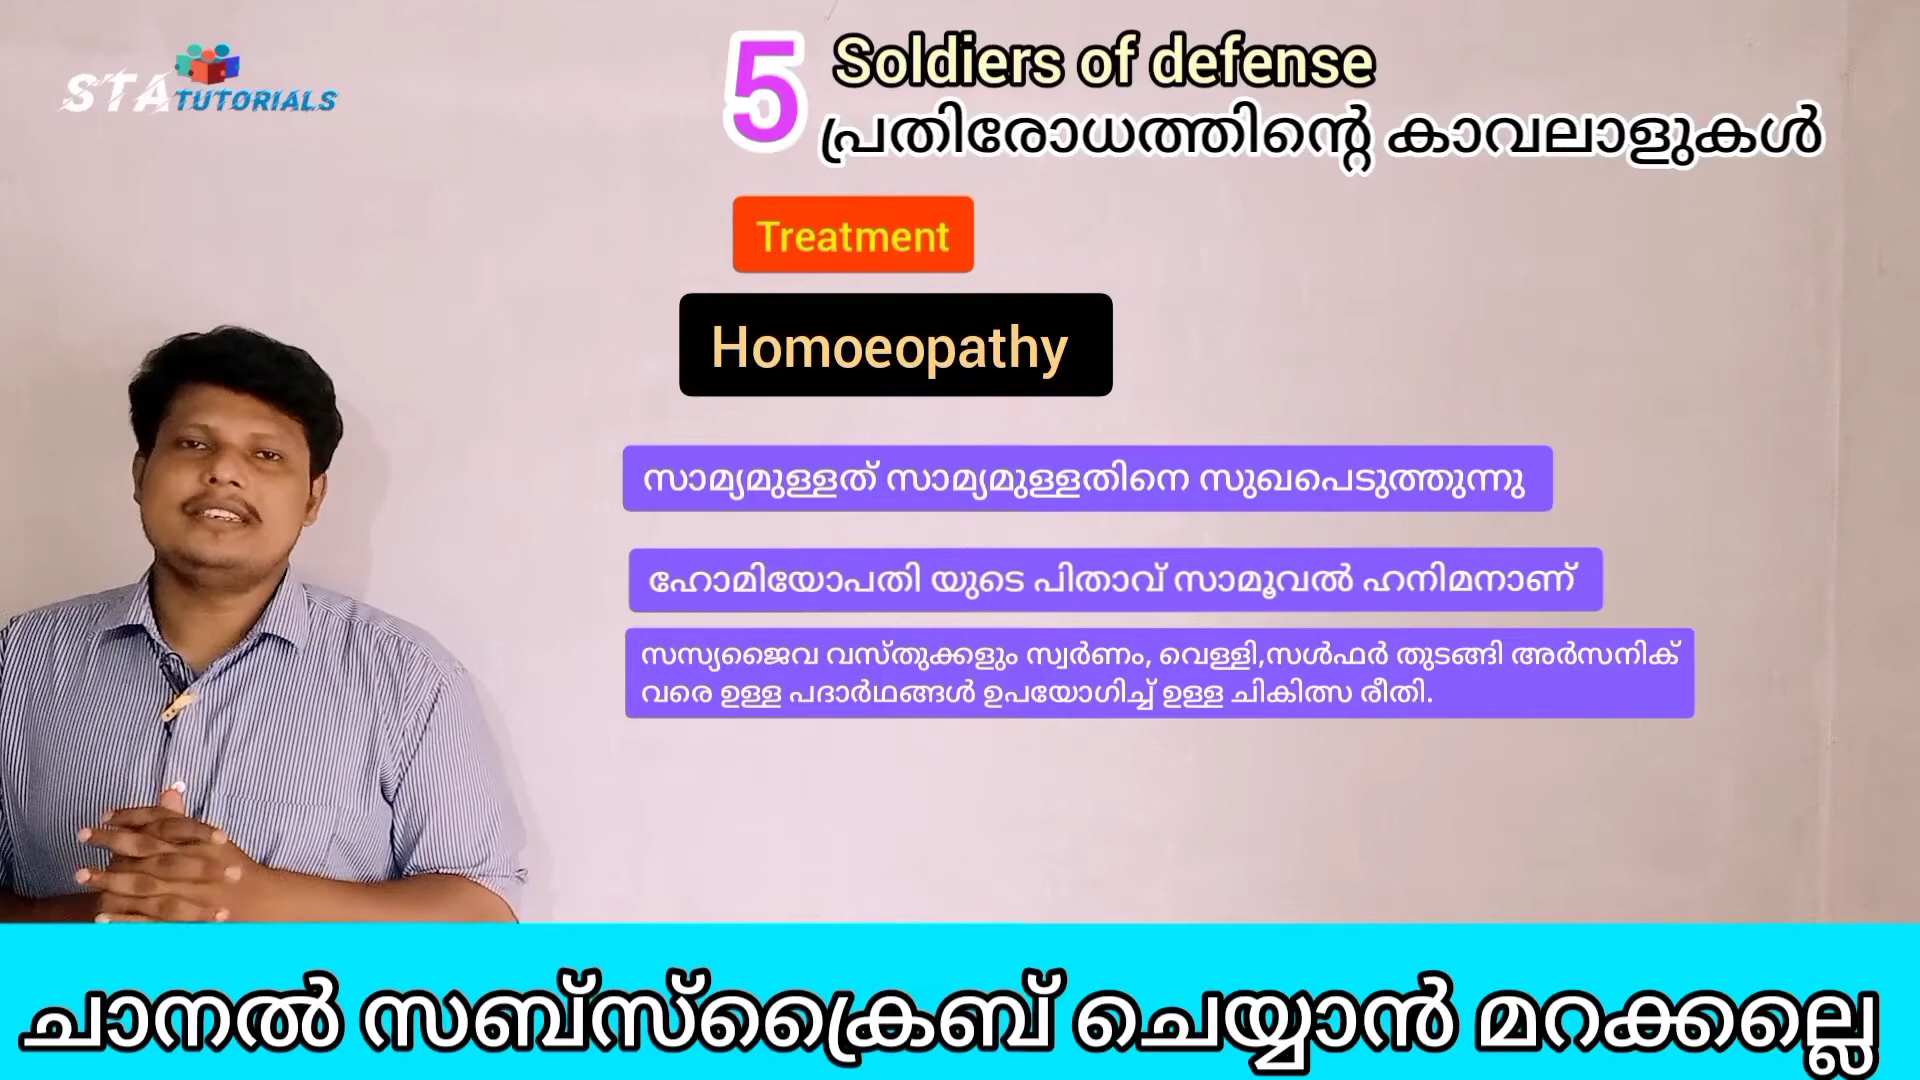 STA TUTORIALS
5 Soldiers of defense
പ്രതിരോധത്തിന്റെ കാവലാളുകൾ
Treatment
Homoeopathy
സാമ്യമുള്ളത് സാമ്യമുള്ളതിനെ സുഖപെടുത്തുന്നു
ഹോമിയോപതി യുടെ പിതാവ് സാമൂവൽ ഹനിമനാണ്
സസ്യജൈവ വസ്തുക്കളും സ്വർണം, വെള്ളി,സൾഫർ തുടങ്ങി അർസനിക്
വരെ ഉള്ള പദാർഥങ്ങൾ ഉപയോഗിച്ച് ഉള്ള ചികിത്സ രീതി.
ചാനൽ സബ്സ്ക്രൈബ് ചെയ്യാൻ മറക്കല്ലെ